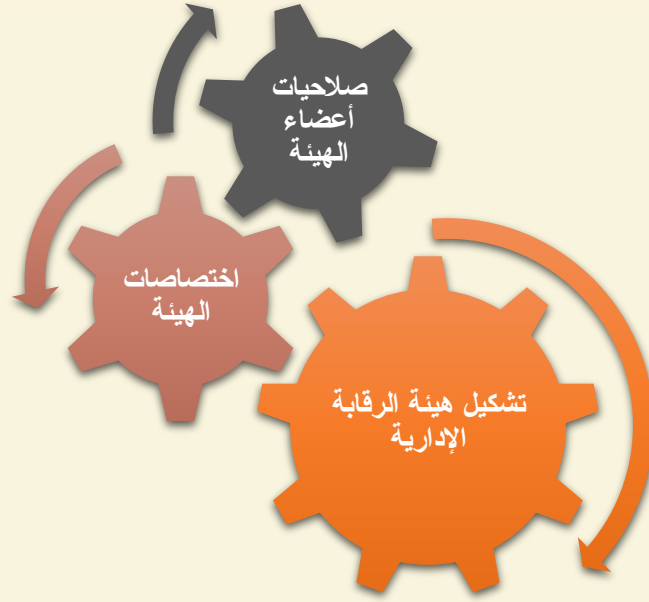 صلاحيات
أعضاء
الهيئة
اختصاصات
الهيئة
تشكيل هيئة الرقابة
الإدارية